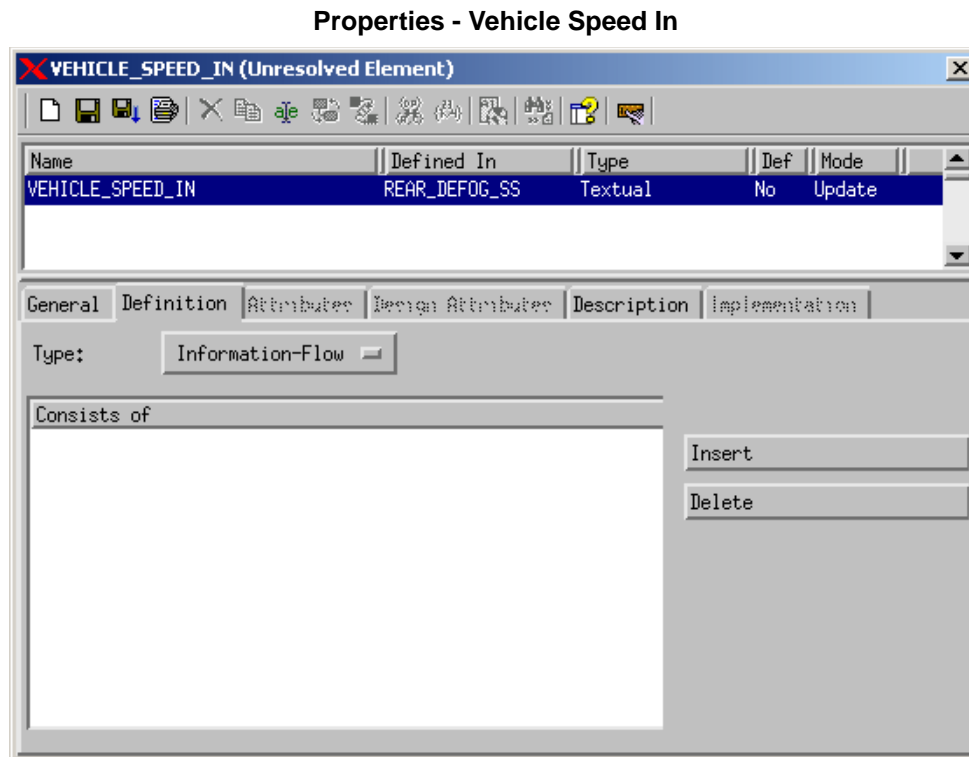 Properties - Vehicle Speed In
VEHICLE_SPEED_IN (Unresolved Element)
Name Defined In Type Def Mode
VEHICLE_SPEED_IN REAR_DEFOG_SS Textual No Update
General Definition Attributes Design Attributes Description Implementation
Type: Information-Flow
Consists of
Insert
Delete